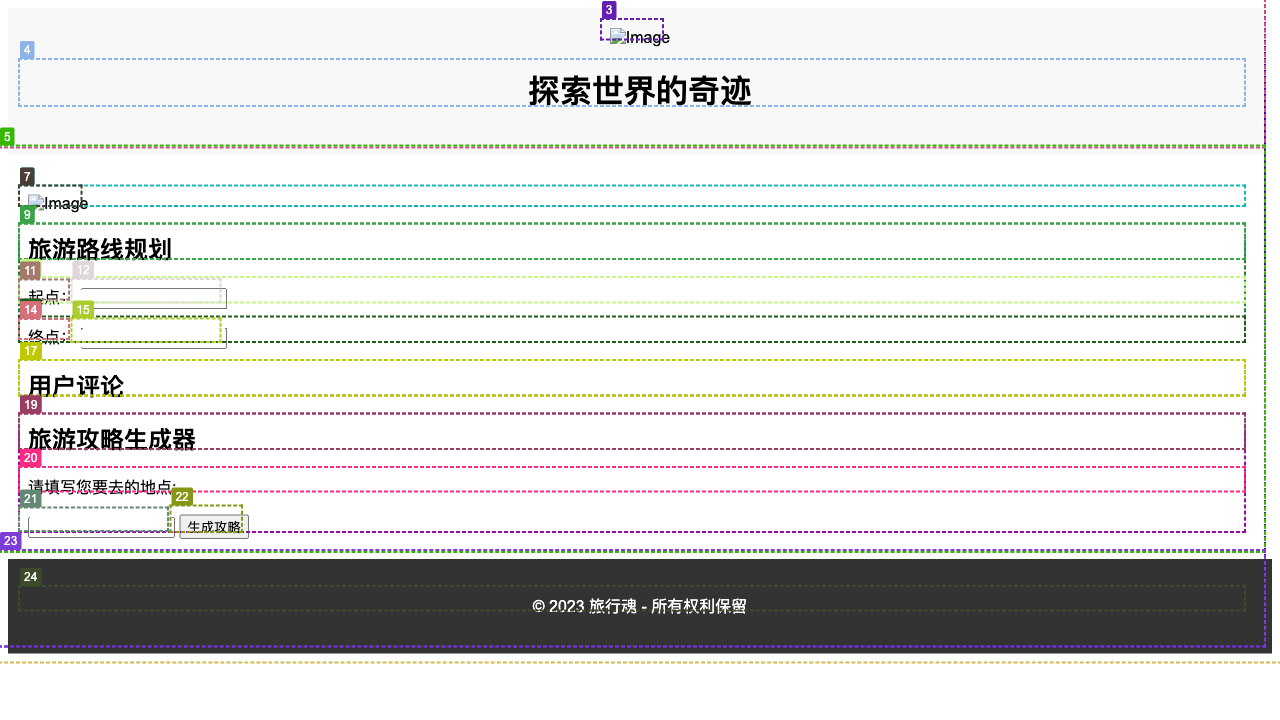 3
Image
4
探索世界的奇迹
5
7
Image
9
旅游路线规划
11 12
起点:
14 15
终点:
17
用户评论
19
旅游攻略生成器
20
请填写您要去的地点:
21 22
生成攻略
23
24
© 2023 旅行魂 - 所有权利保留